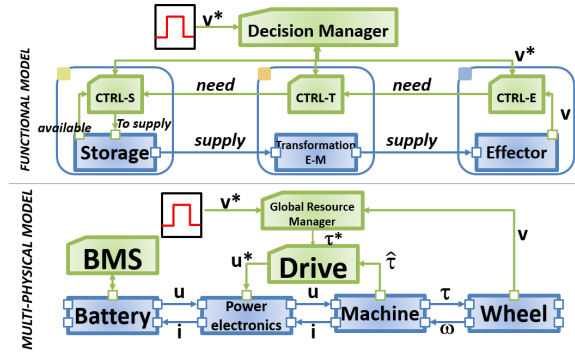 FUNCTIONAL MODEL
v*
Decision Manager
v*
CTRL-S
need
CTRL-T
need
CTRL-E
available
To supply
v
Storage
supply
Transformation
E-M
supply
Effector
MULTI-PHYSICAL MODEL
v*
Global Resource
Manager
v
τ*
BMS
u*
Drive
τ̂
Battery
u
i
Power
electronics
u
i
Machine
τ
ω
Wheel